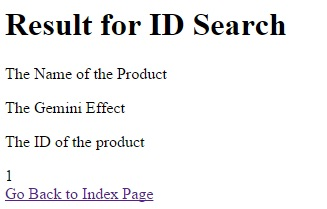 Result for ID Search
The Name of the Product
The Gemini Effect
The ID of the product
1
Go Back to Index Page